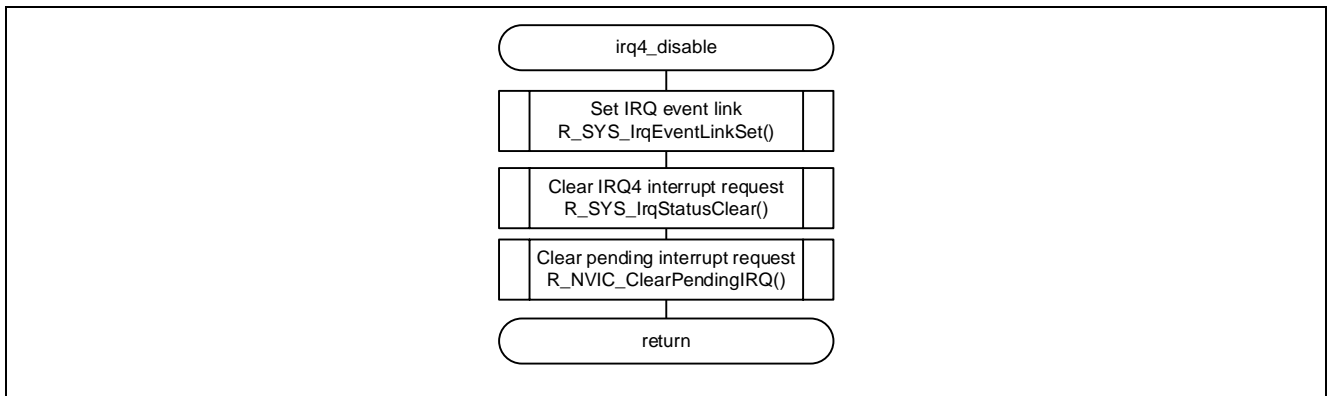 irq4_disable
Set IRQ event link
R_SYS_IrqEventLinkSet()
Clear IRQ4 interrupt request
R_SYS_IrqStatusClear()
Clear pending interrupt request
R_NVIC_ClearPendingIRQ()
return